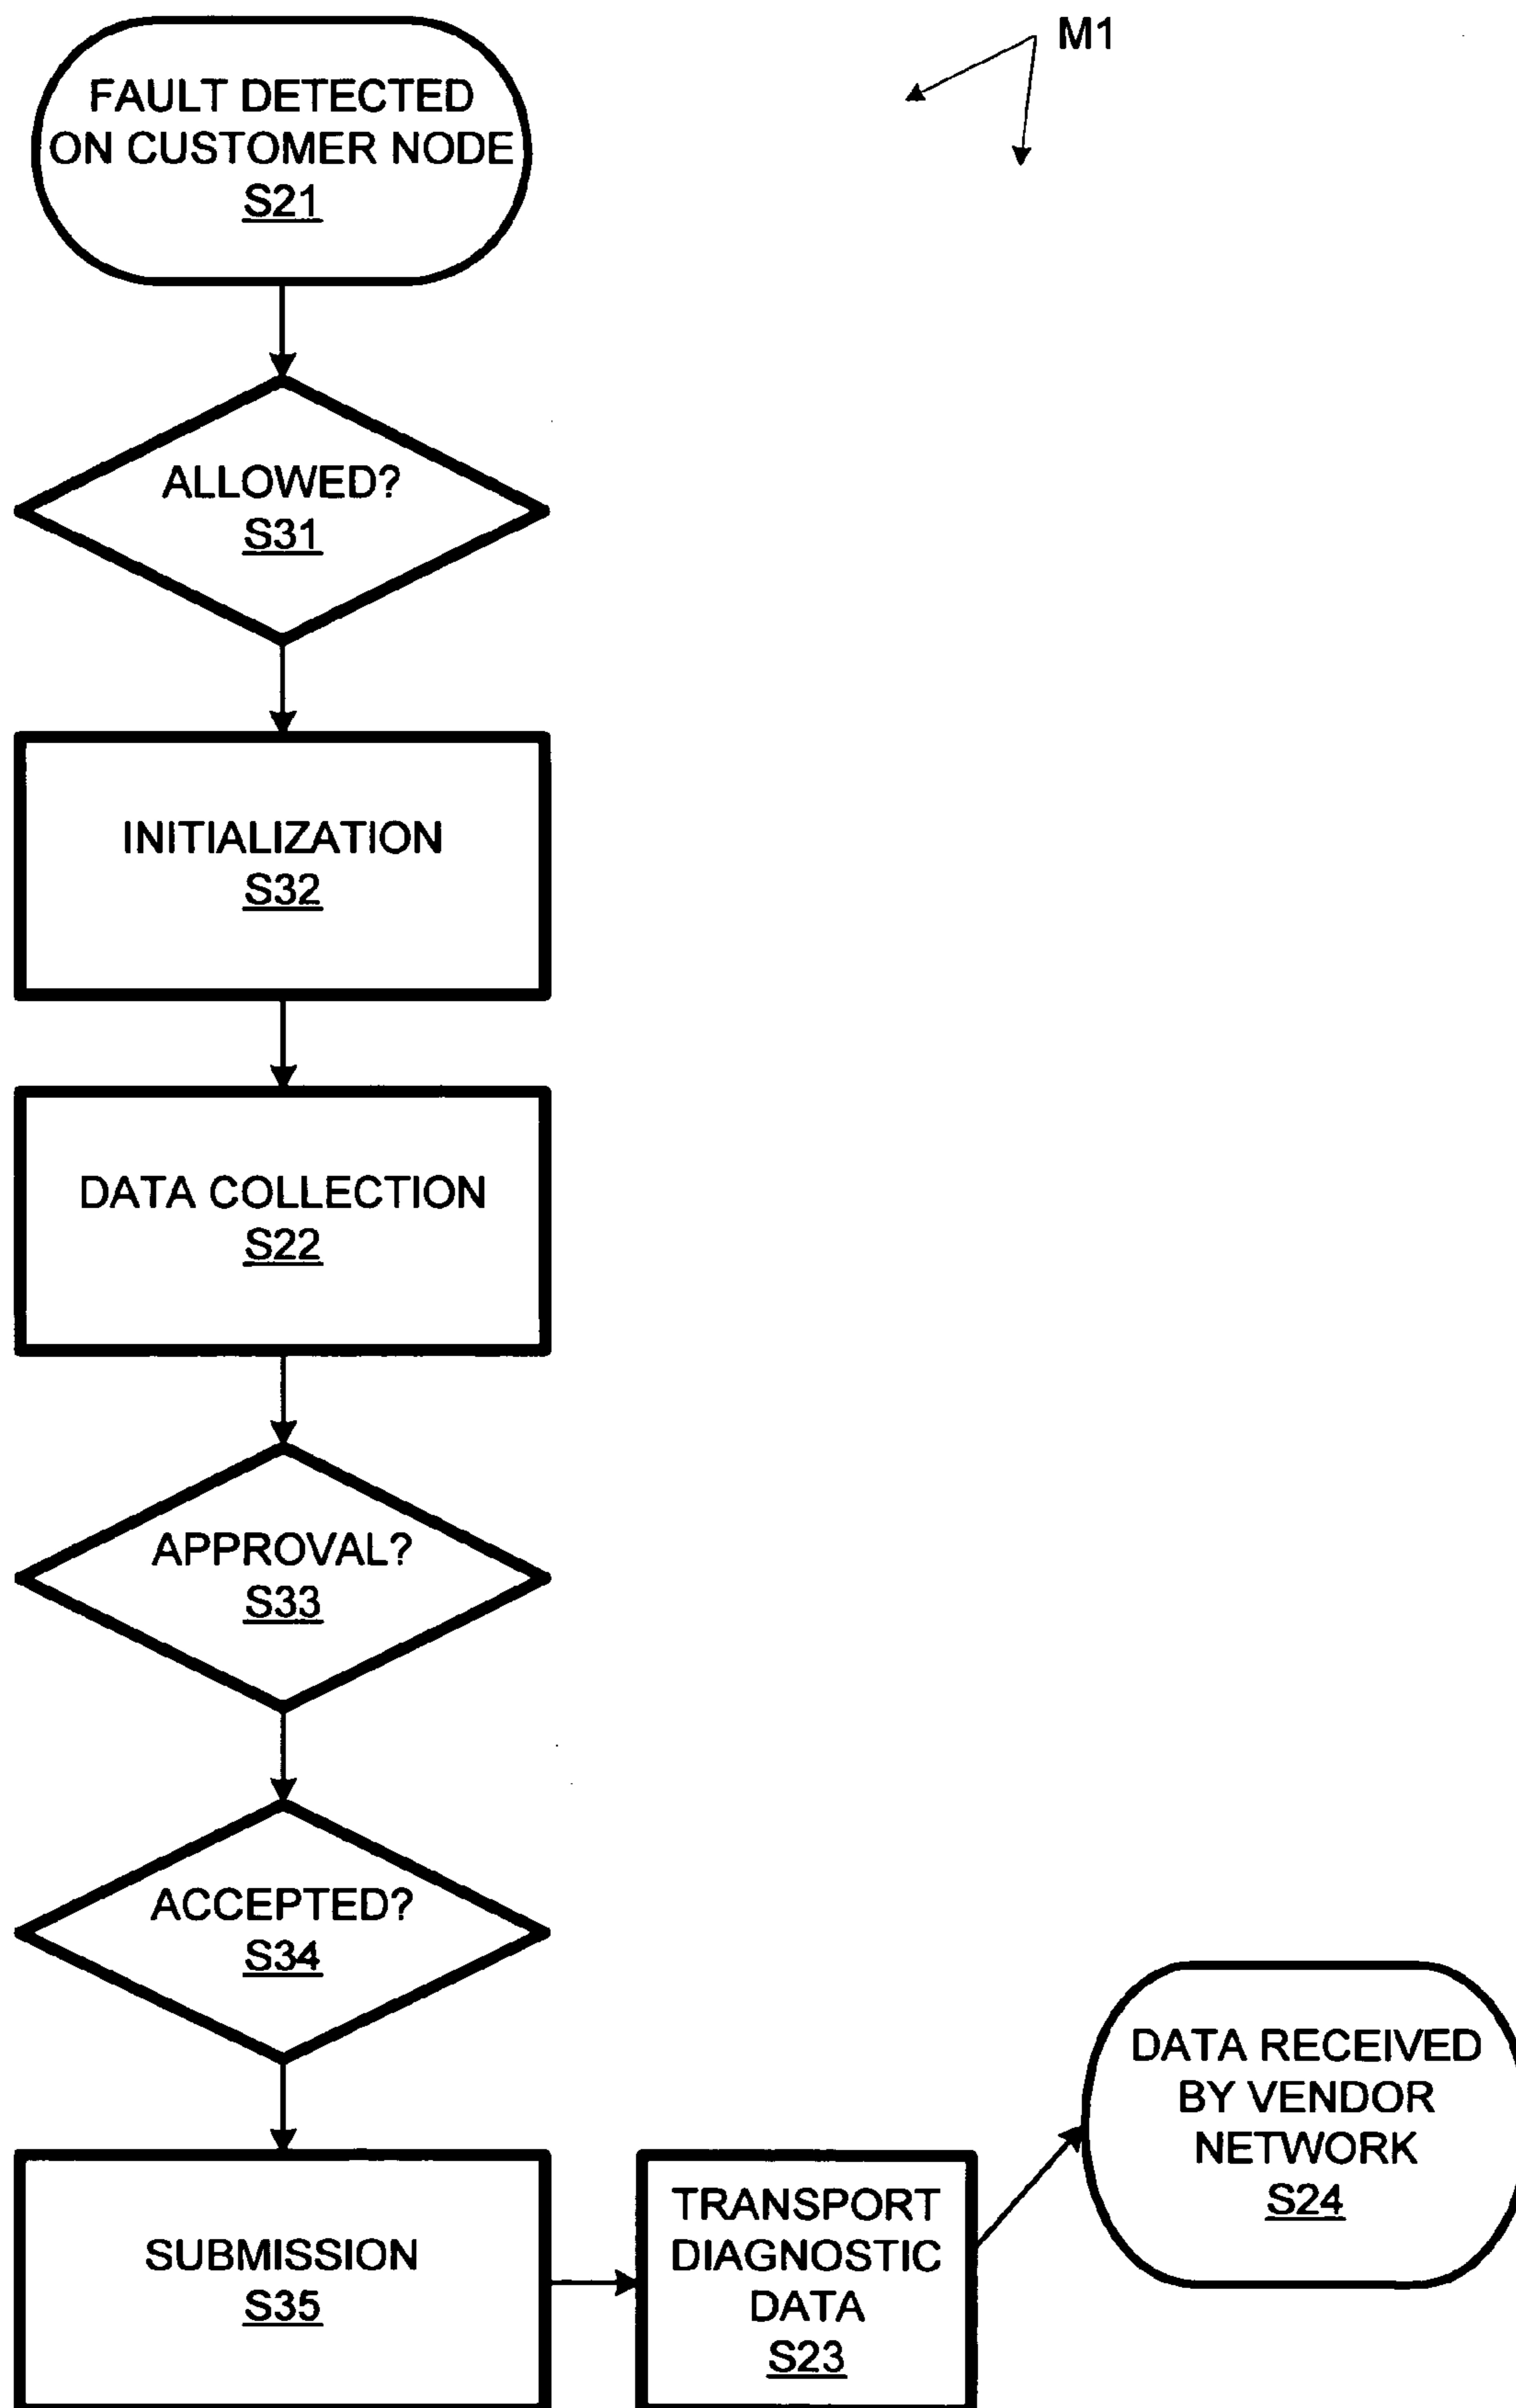 M1
FAULT DETECTED
ON CUSTOMER NODE
S21
ALLOWED?
S31
INITIALIZATION
S32
DATA COLLECTION
S22
APPROVAL?
S33
ACCEPTED?
S34
SUBMISSION
S35
TRANSPORT
DIAGNOSTIC
DATA
S23
DATA RECEIVED
BY VENDOR
NETWORK
S24